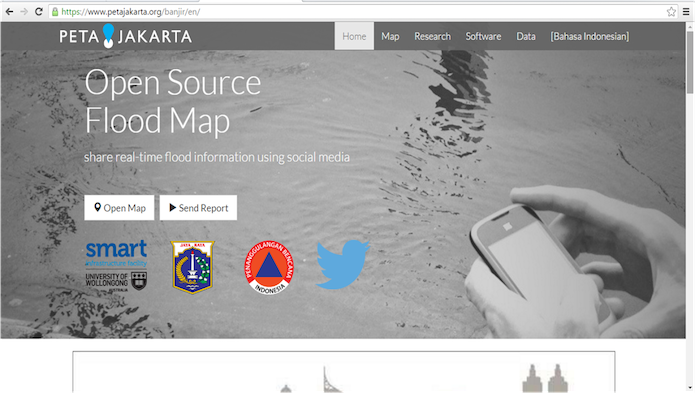 https://www.petajakarta.org/banjir/en/
PETA JAKARTA
Home Map Research Software Data [Bahasa Indonesian]
Open Source
Flood Map
share real-time flood information using social media
Open Map Send Report
smart
infrastructure facility
UNIVERSITY OF
WOLLONGONG
AUSTRALIA
JAYA RAYA
PENANGGULANGAN BENCANA
INDONESIA